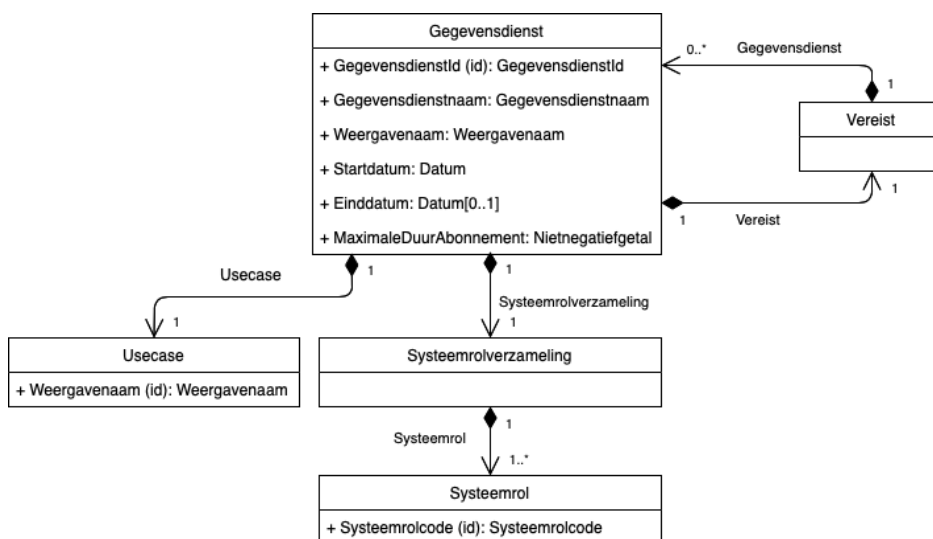 Gegevensdienst
+ GegevensdienstId (id): GegevensdienstId
+ Gegevensdienstnaam: Gegevensdienstnaam
+ Weergavenaam: Weergavenaam
+ Startdatum: Datum
+ Einddatum: Datum[0..1]
+ MaximaleDuurAbonnement: Nietnegatiefgetal
0..*
Gegevensdienst
1
Vereist
1
1
Vereist
Usecase
1
1
Systeemrolverzameling
1
1
Usecase
+ Weergavenaam (id): Weergavenaam
Systeemrolverzameling
1
Systeemrol
1..*
Systeemrol
+ Systeemrolcode (id): Systeemrolcode